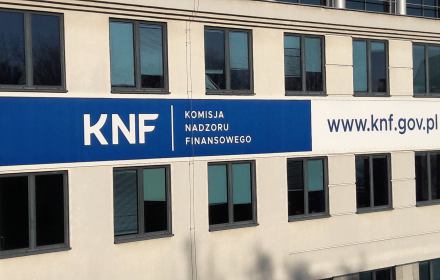 KNF
KOMISJA
NADZORU
FINANSOWEGO
www.knf.gov.pl